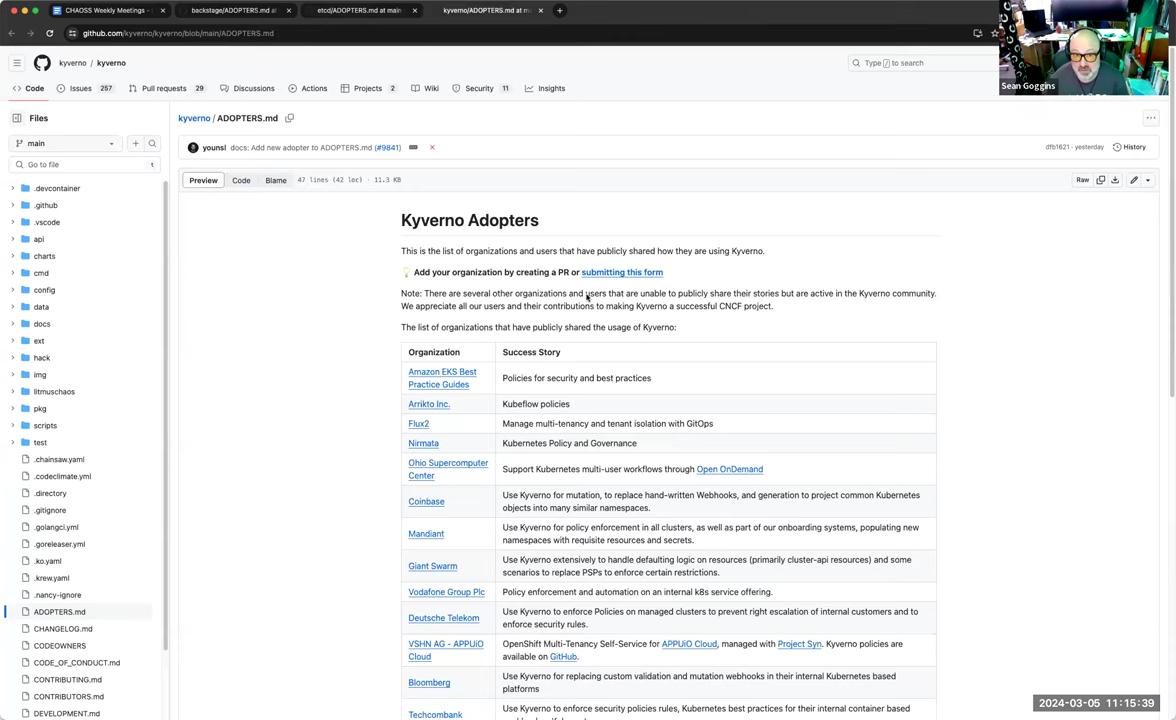 CHAOSS Weekly Meetings -
backstage/ADOPTERS.md at
etcd/ADOPTERS.md at main
kyverno/ADOPTERS.md at m
github.com/kyverno/kyverno/blob/main/ADOPTERS.md
kyverno / kyverno
Type / to search
Sean Goggins
Code
Issues 257
Pull requests 29
Discussions
Actions
Projects 2
Wiki
Security 11
Insights
Files
kyverno / ADOPTERS.md
main
younsl docs: Add new adopter to ADOPTERS.md (#9841)
dfb1621 · yesterday
History
Go to file
t
Preview
Code
Blame
47 lines (42 loc) · 11.3 KB
Raw
.devcontainer
.github
.vscode
api
charts
cmd
config
data
docs
ext
hack
img
litmuschaos
pkg
scripts
test
.chainsaw.yaml
.codeclimate.yml
.directory
.gitignore
.golangci.yml
.goreleaser.yml
.ko.yaml
.krew.yaml
.nancy-ignore
ADOPTERS.md
CHANGELOG.md
CODEOWNERS
CODE_OF_CONDUCT.md
CONTRIBUTING.md
CONTRIBUTORS.md
DEVELOPMENT.md
Kyverno Adopters
This is the list of organizations and users that have publicly shared how they are using Kyverno.
Add your organization by creating a PR or submitting this form
Note: There are several other organizations and users that are unable to publicly share their stories but are active in the Kyverno community.
We appreciate all our users and their contributions to making Kyverno a successful CNCF project.
The list of organizations that have publicly shared the usage of Kyverno:
Organization
Success Story
Amazon EKS Best
Practice Guides
Policies for security and best practices
Arrikto Inc.
Kubeflow policies
Flux2
Manage multi-tenancy and tenant isolation with GitOps
Nirmata
Kubernetes Policy and Governance
Ohio Supercomputer
Center
Support Kubernetes multi-user workflows through Open OnDemand
Coinbase
Use Kyverno for mutation, to replace hand-written Webhooks, and generation to project common Kubernetes
objects into many similar namespaces.
Mandiant
Use Kyverno for policy enforcement in all clusters, as well as part of our onboarding systems, populating new
namespaces with requisite resources and secrets.
Giant Swarm
Use Kyverno extensively to handle defaulting logic on resources (primarily cluster-api resources) and some
scenarios to replace PSPs to enforce certain restrictions.
Vodafone Group Plc
Policy enforcement and automation on an internal k8s service offering.
Deutsche Telekom
Use Kyverno to enforce Policies on managed clusters to prevent right escalation of internal customers and to
enforce security rules.
VSHN AG - APPUiO
Cloud
OpenShift Multi-Tenancy Self-Service for APPUiO Cloud, managed with Project Syn. Kyverno policies are
available on GitHub.
Bloomberg
Use Kyverno for replacing custom validation and mutation webhooks in their internal Kubernetes based
platforms
Techcombank
Use Kyverno to enforce security policies rules, Kubernetes best practices for their internal container based
2024-03-05 11:15:39